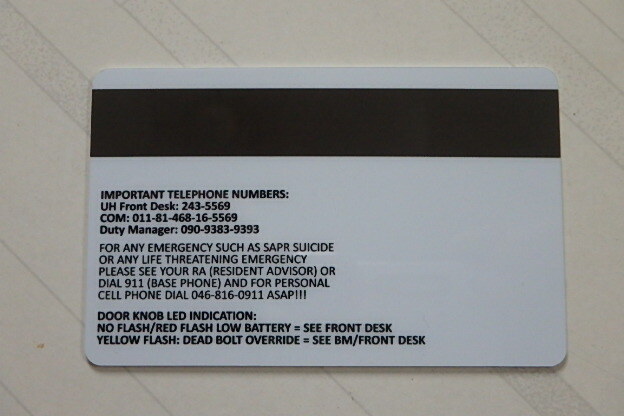 IMPORTANT TELEPHONE NUMBERS:
UH Front Desk: 243-5569
COM: 011-81-468-16-5569
Duty Manager: 090-9383-9393
FOR ANY EMERGENCY SUCH AS SAPR SUICIDE
OR ANY LIFE THREATENING EMERGENCY
PLEASE SEE YOUR RA (RESIDENT ADVISOR) OR
DIAL 911 (BASE PHONE) AND FOR PERSONAL
CELL PHONE DIAL 046-816-0911 ASAP!!!
DOOR KNOB LED INDICATION:
NO FLASH/RED FLASH LOW BATTERY = SEE FRONT DESK
YELLOW FLASH: DEAD BOLT OVERRIDE = SEE BM/FRONT DESK